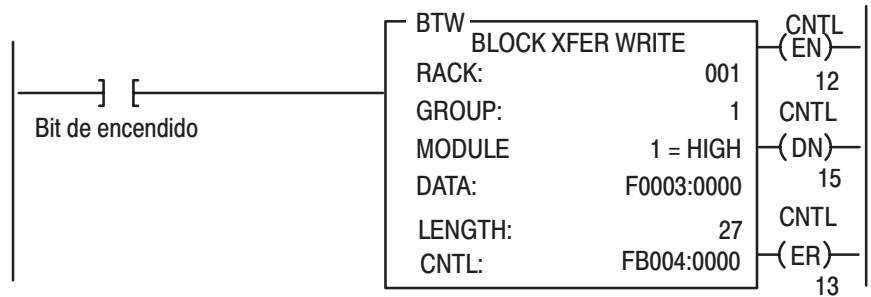 BTW
BLOCK XFER WRITE
RACK: 001
GROUP: 1
MODULE 1 = HIGH
DATA: F0003:0000
LENGTH: 27
CNTL: FB004:0000
Bit de encendido
CNTL
EN
12
CNTL
DN
15
CNTL
ER
13